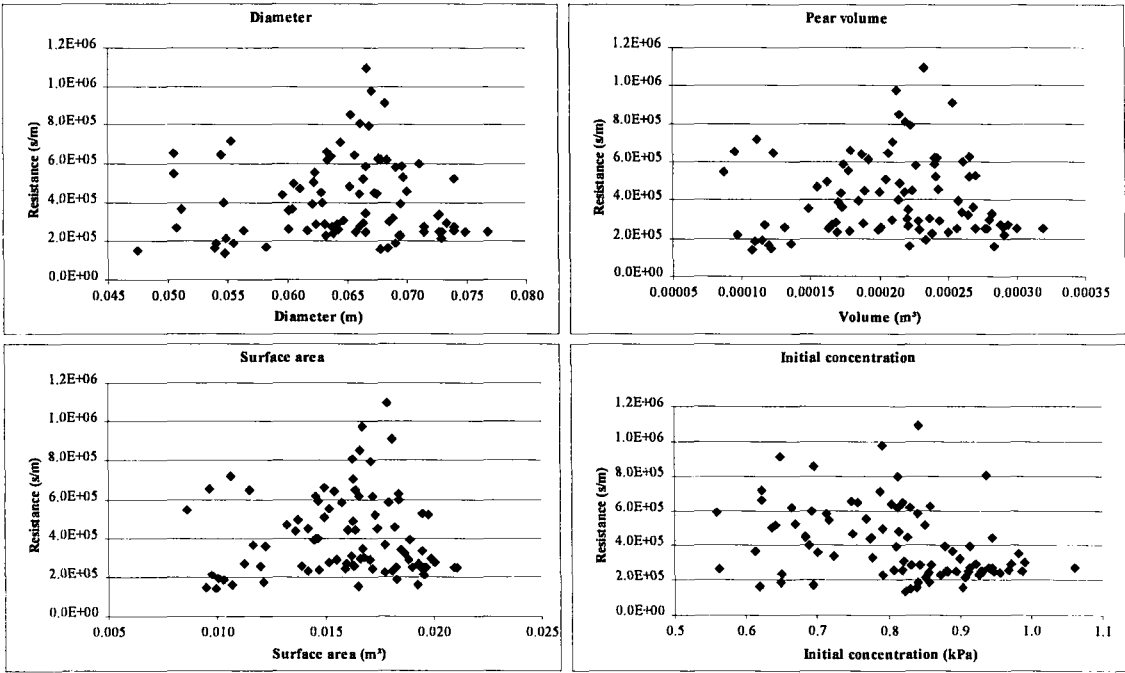 Diameter
Resistance (s/m)
1.2E+06
1.0E+06
8.0E+05
6.0E+05
4.0E+05
2.0E+05
0.0E+00
0.045 0.050 0.055 0.060 0.065 0.070 0.075 0.080
Diameter (m)
Pear volume
Resistance (s/m)
1.2E+06
1.0E+06
8.0E+05
6.0E+05
4.0E+05
2.0E+05
0.0E+00
0.00005 0.00010 0.00015 0.00020 0.00025 0.00030 0.00035
Volume (m³)
Surface area
Resistance (s/m)
1.2E+06
1.0E+06
8.0E+05
6.0E+05
4.0E+05
2.0E+05
0.0E+00
0.005 0.010 0.015 0.020 0.025
Surface area (m²)
Initial concentration
Resistance (s/m)
1.2E+06
1.0E+06
8.0E+05
6.0E+05
4.0E+05
2.0E+05
0.0E+00
0.5 0.6 0.7 0.8 0.9 1.0 1.1
Initial concentration (kPa)